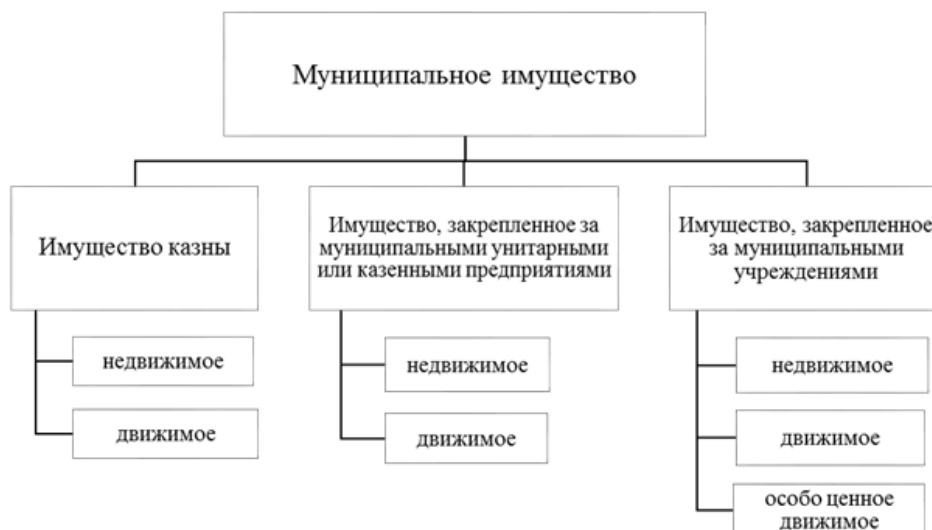 Муниципальное имущество
Имущество казны
недвижимое
движимое
Имущество, закрепленное за
муниципальными унитарными
или казенными предприятиями
недвижимое
движимое
Имущество, закрепленное
за муниципальными
учреждениями
недвижимое
движимое
особо ценное
движимое